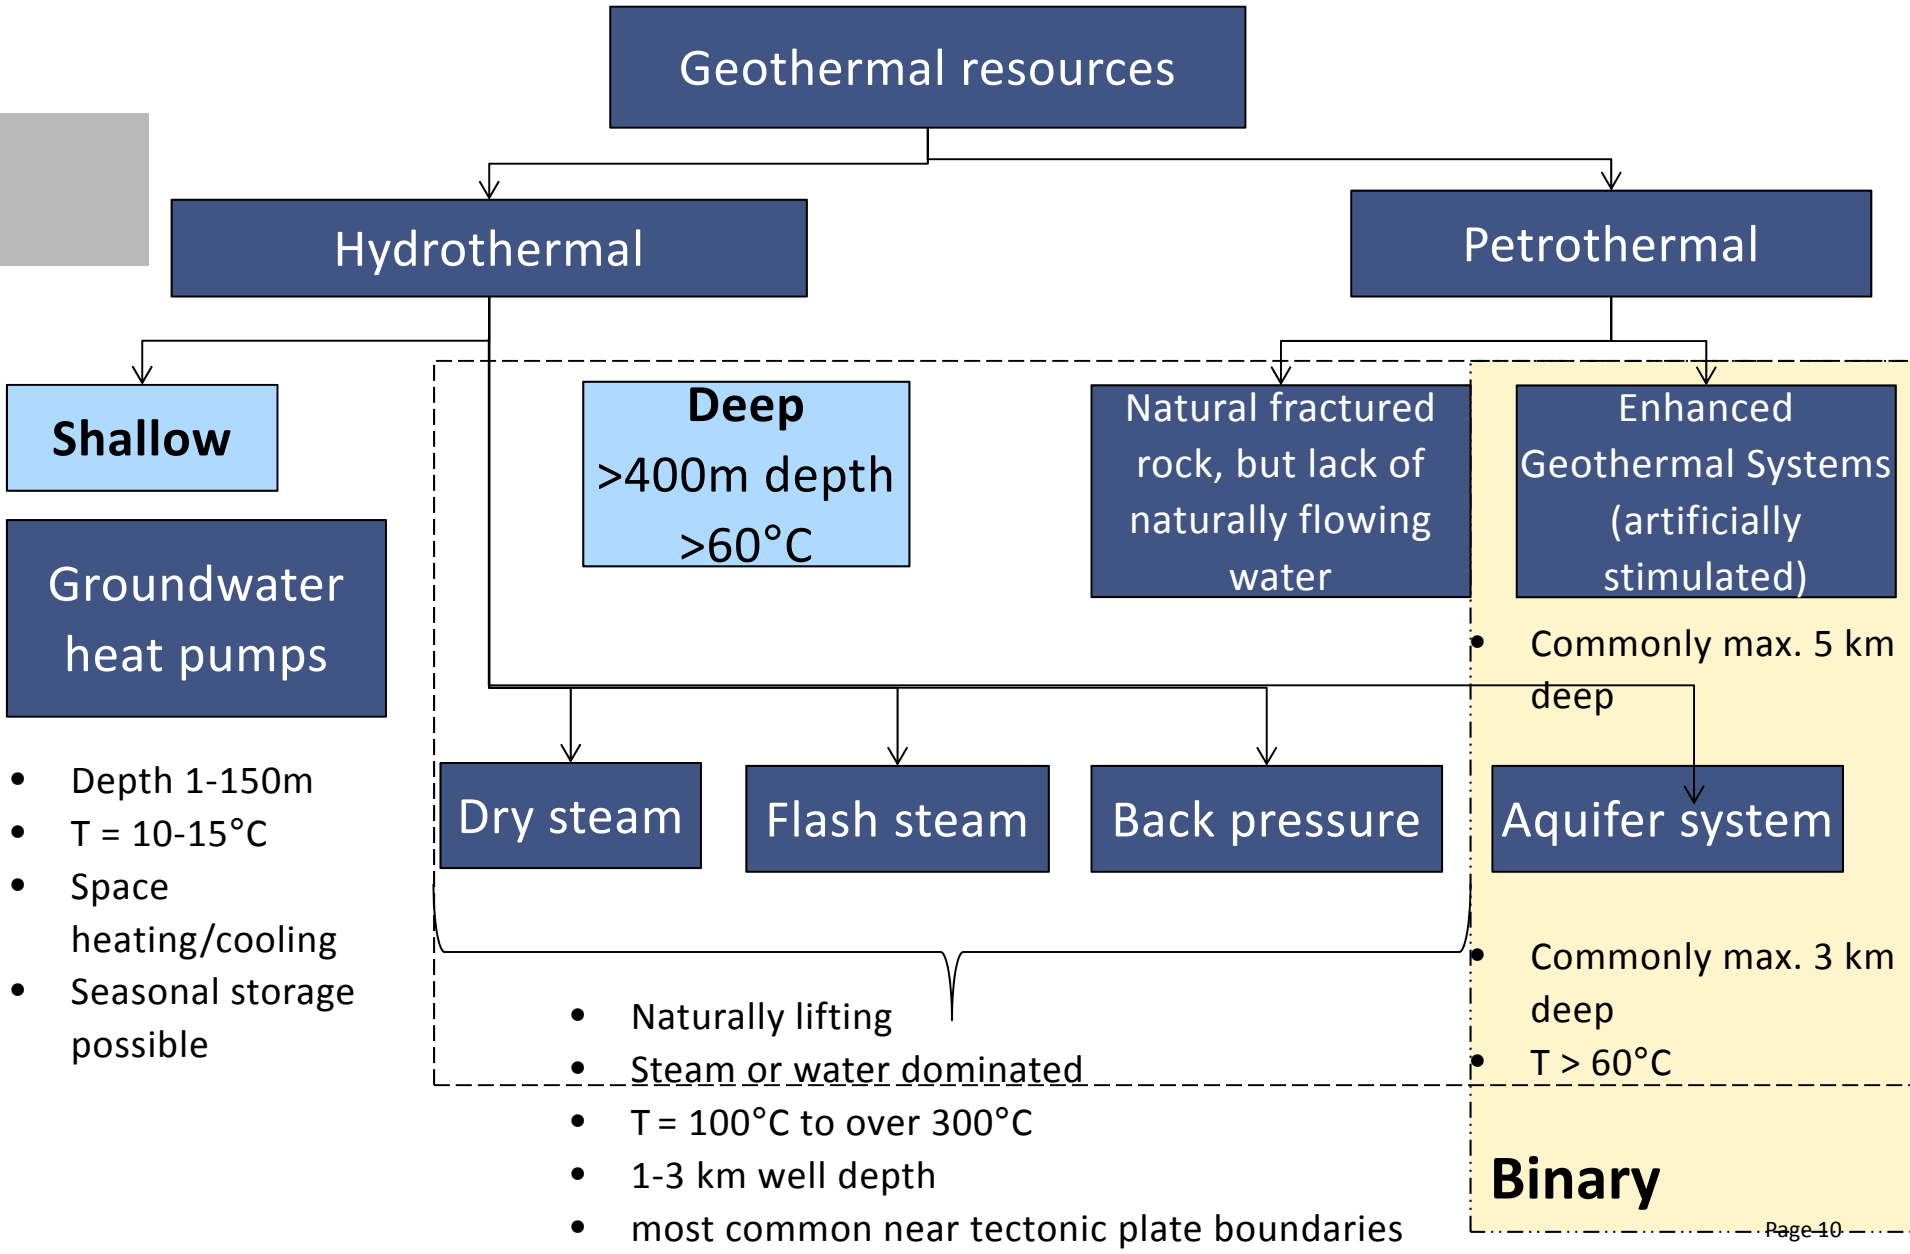 Geothermal resources
Hydrothermal
Petrothermal
Shallow
Deep
>400m depth
>60°C
Natural fractured
rock, but lack of
naturally flowing
water
Enhanced
Geothermal Systems
(artificially
stimulated)
Groundwater
heat pumps
• Commonly max. 5 km
deep
• Depth 1-150m
• T = 10-15°C
• Space
heating/cooling
• Seasonal storage
possible
Dry steam
Flash steam
Back pressure
Aquifer system
• Naturally lifting
• Steam or water dominated
• T = 100°C to over 300°C
• 1-3 km well depth
• most common near tectonic plate boundaries
• Commonly max. 3 km
deep
• T > 60°C
Binary
Page 10